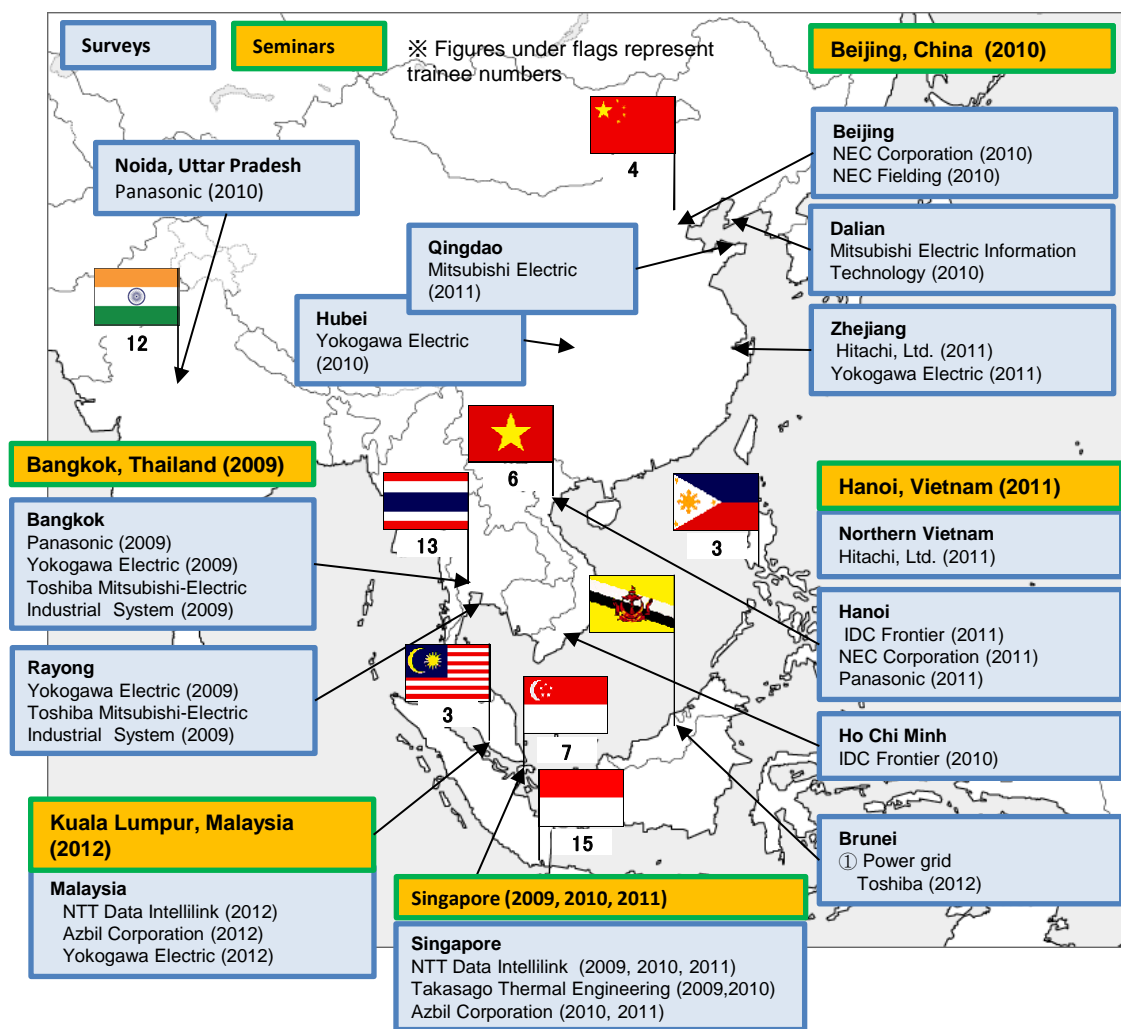 Surveys
Seminars
※ Figures under flags represent
trainee numbers
Beijing, China (2010)
4
Beijing
NEC Corporation (2010)
NEC Fielding (2010)
Noida, Uttar Pradesh
Panasonic (2010)
Dalian
Mitsubishi Electric Information
Technology (2010)
Qingdao
Mitsubishi Electric
(2011)
12
Hubei
Yokogawa Electric
(2010)
Zhejiang
Hitachi, Ltd. (2011)
Yokogawa Electric (2011)
Bangkok, Thailand (2009)
6
Hanoi, Vietnam (2011)
Bangkok
Panasonic (2009)
Yokogawa Electric (2009)
Toshiba Mitsubishi-Electric
Industrial System (2009)
13
3
Northern Vietnam
Hitachi, Ltd. (2011)
Hanoi
IDC Frontier (2011)
NEC Corporation (2011)
Panasonic (2011)
Rayong
Yokogawa Electric (2009)
Toshiba Mitsubishi-Electric
Industrial System (2009)
3
7
Ho Chi Minh
IDC Frontier (2010)
Kuala Lumpur, Malaysia
(2012)
15
Brunei
① Power grid
Toshiba (2012)
Malaysia
NTT Data Intellilink (2012)
Azbil Corporation (2012)
Yokogawa Electric (2012)
Singapore (2009, 2010, 2011)
Singapore
NTT Data Intellilink (2009, 2010, 2011)
Takasago Thermal Engineering (2009,2010)
Azbil Corporation (2010, 2011)